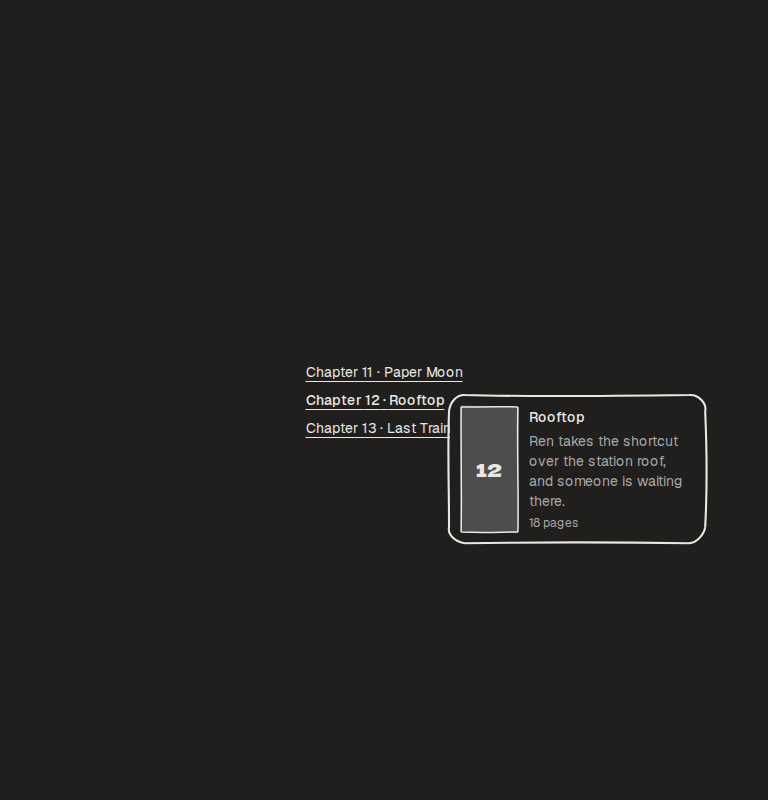 Chapter 11 · Paper Moon
Chapter 12 · Rooftop
Chapter 13 · Last Train
12
Rooftop
Ren takes the shortcut
over the station roof,
and someone is waiting
there.
18 pages